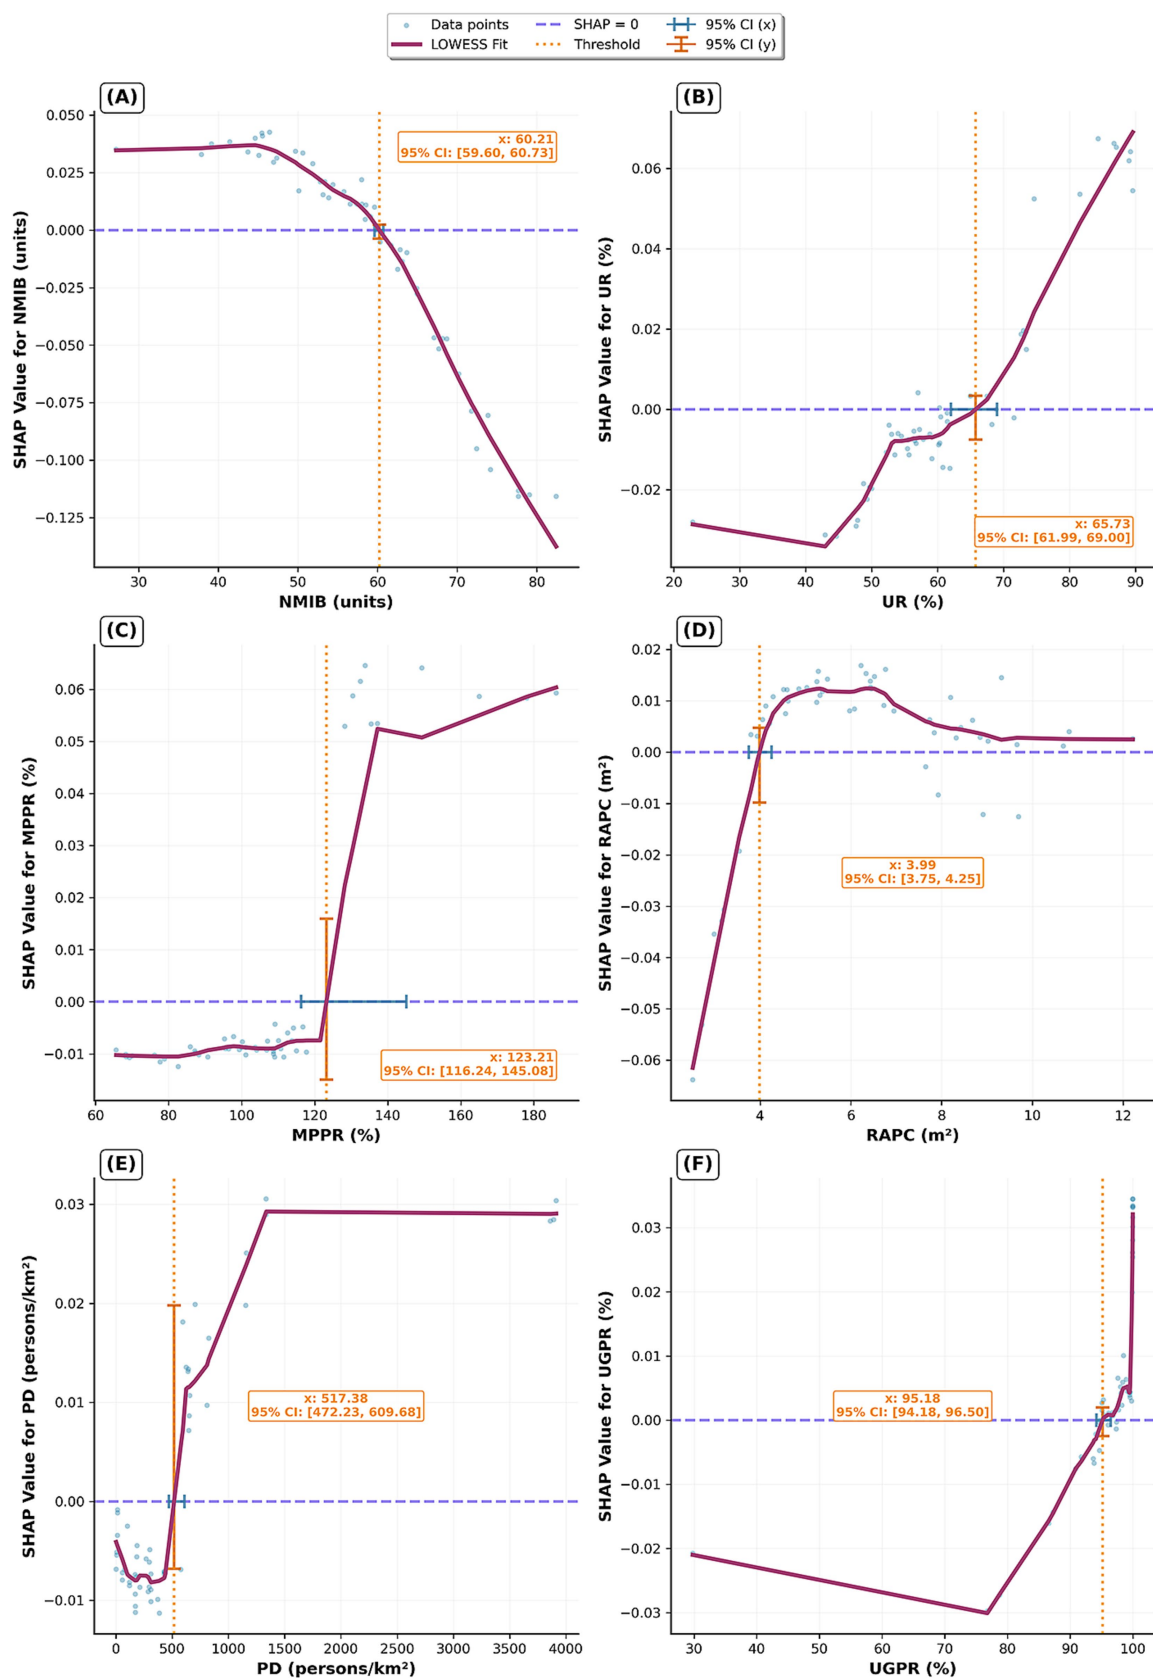 Data points
SHAP = 0
95% CI (x)
LOWESS Fit
Threshold
95% CI (y)
(A)
SHAP Value for NMIB (units)
0.050
0.025
0.000
−0.025
−0.050
−0.075
−0.100
−0.125
x: 60.21
95% CI: [59.60, 60.73]
30 40 50 60 70 80
NMIB (units)
(B)
SHAP Value for UR (%)
0.06
0.04
0.02
0.00
−0.02
x: 65.73
95% CI: [61.99, 69.00]
20 30 40 50 60 70 80 90
UR (%)
(C)
SHAP Value for MPPR (%)
0.06
0.05
0.04
0.03
0.02
0.01
0.00
−0.01
x: 123.21
95% CI: [116.24, 145.08]
60 80 100 120 140 160 180
MPPR (%)
(D)
SHAP Value for RAPC (m²)
0.02
0.01
0.00
−0.01
−0.02
−0.03
−0.04
−0.05
−0.06
x: 3.99
95% CI: [3.75, 4.25]
4 6 8 10 12
RAPC (m²)
(E)
SHAP Value for PD (persons/km²)
0.03
0.02
0.01
0.00
−0.01
x: 517.38
95% CI: [472.23, 609.68]
0 500 1000 1500 2000 2500 3000 3500 4000
PD (persons/km²)
(F)
SHAP Value for UGPR (%)
0.03
0.02
0.01
0.00
−0.01
−0.02
−0.03
x: 95.18
95% CI: [94.18, 96.50]
30 40 50 60 70 80 90 100
UGPR (%)